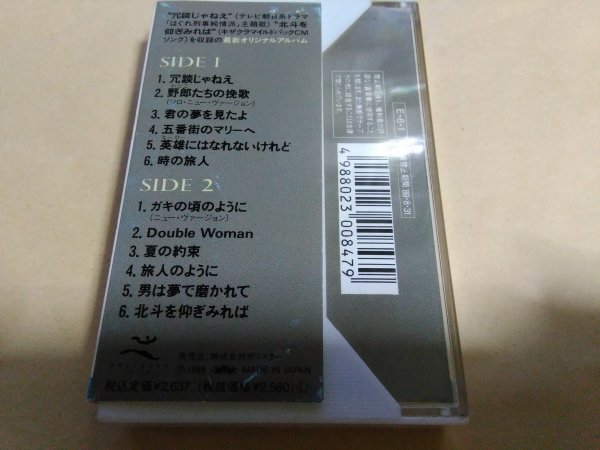 "冗談じゃねえ"(テレビ朝日系ドラマ
「はぐれ刑事純情派」主題歌)"北斗を
仰ぎみれば"(キザクラマイルドパックCM
ソング)を収録の最新オリジナルアルバム
SIDE 1
1. 冗談じゃねえ
2. 野郎たちの挽歌
(ソロ・ニュー・ヴァージョン)
3. 君の夢を見たよ
4. 五番街のマリーへ
5. 英雄にはなれないけれど
6. 時の旅人
SIDE 2
1. ガキの頃のように
(ニュー・ヴァージョン)
2. Double Woman
3. 夏の約束
4. 旅人のように
5. 男は夢で磨かれて
6. 北斗を仰ぎみれば
発売元:株式会社ポリスター
Ⓟ1989 MADE IN JAPAN
税込定価¥2,637 (税抜価格¥2,560) Ⓛ
E・6・1
89・8・31
4 988023 008479